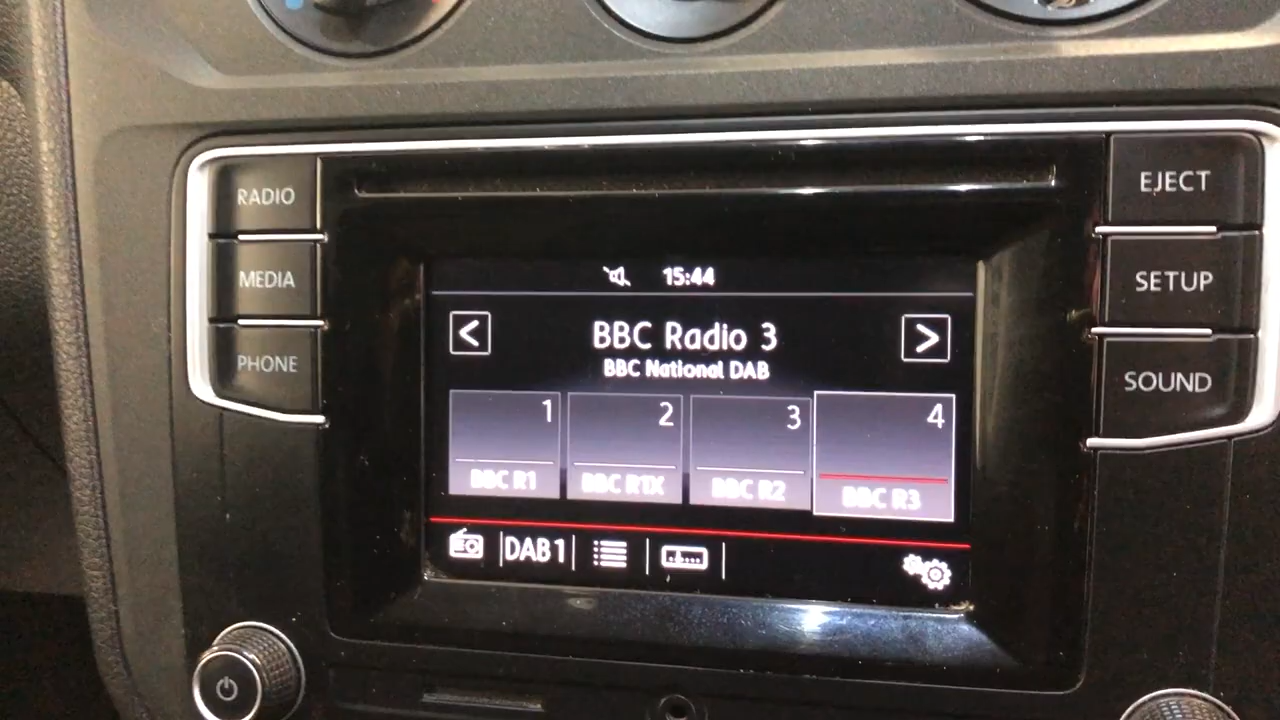 RADIO
MEDIA
PHONE
EJECT
SETUP
SOUND
15:44
<
BBC Radio 3
>
BBC National DAB
1 2 3 4
BBC R1 BBC R1X BBC R2 BBC R3
DAB1